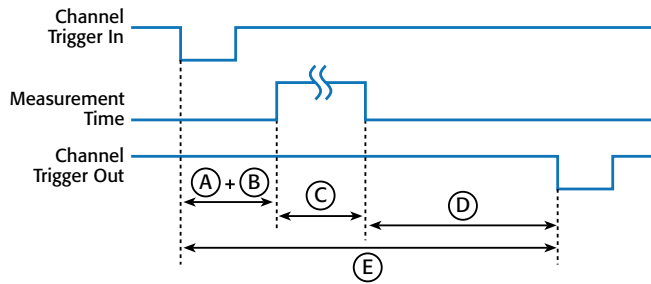 Channel
Trigger In
Measurement
Time
Channel
Trigger Out
A + B
C
D
E